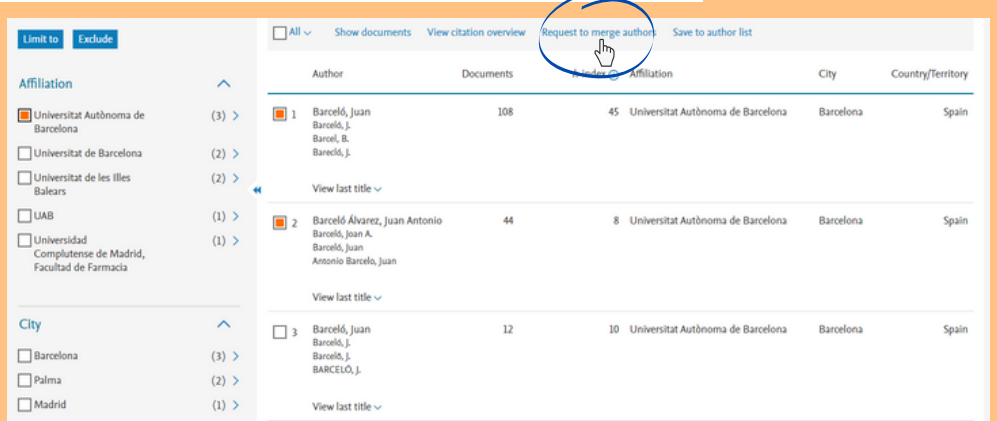 Limit to Exclude
Affiliation
Universitat Autònoma de (3)
Barcelona
Universitat de Barcelona (2)
Universitat de les Illes (2)
Balears
UAB (1)
Universidad (1)
Complutense de Madrid,
Facultad de Farmacia
City
Barcelona (3)
Palma (2)
Madrid (1)
All Show documents View citation overview Request to merge authors Save to author list
Author Documents h-index Affiliation City Country/Territory
1 Barceló, Juan 108 45 Universitat Autònoma de Barcelona Barcelona Spain
Barceló, J.
Barcel, B.
Barecló, J.
View last title
2 Barceló Álvarez, Juan Antonio 44 8 Universitat Autònoma de Barcelona Barcelona Spain
Barceló, Joan A.
Barceló, Juan
Antonio Barcelo, Juan
View last title
3 Barceló, Juan 12 10 Universitat Autònoma de Barcelona Barcelona Spain
Barceló, J.
Barceló, J.
BARCELÓ, J.
View last title